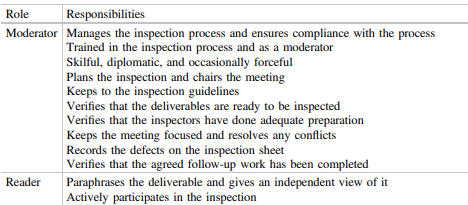 Role Responsibilities
Moderator Manages the inspection process and ensures compliance with the process
Trained in the inspection process and as a moderator
Skilful, diplomatic, and occasionally forceful
Plans the inspection and chairs the meeting
Keeps to the inspection guidelines
Verifies that the deliverables are ready to be inspected
Verifies that the inspectors have done adequate preparation
Keeps the meeting focused and resolves any conflicts
Records the defects on the inspection sheet
Verifies that the agreed follow-up work has been completed
Reader Paraphrases the deliverable and gives an independent view of it
Actively participates in the inspection